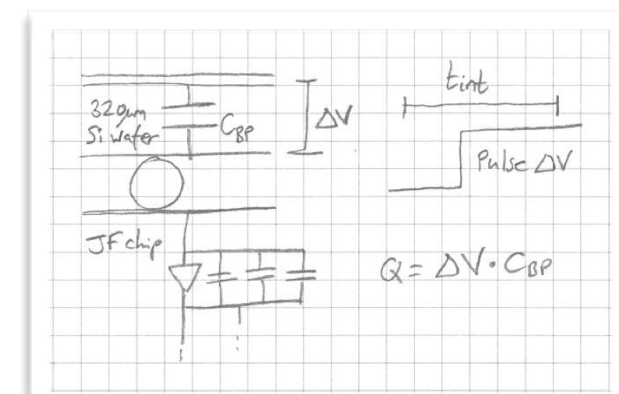 tint
320µm
Si wafer
CBP
ΔV
Pulse ΔV
JF chip
Q = ΔV · CBP